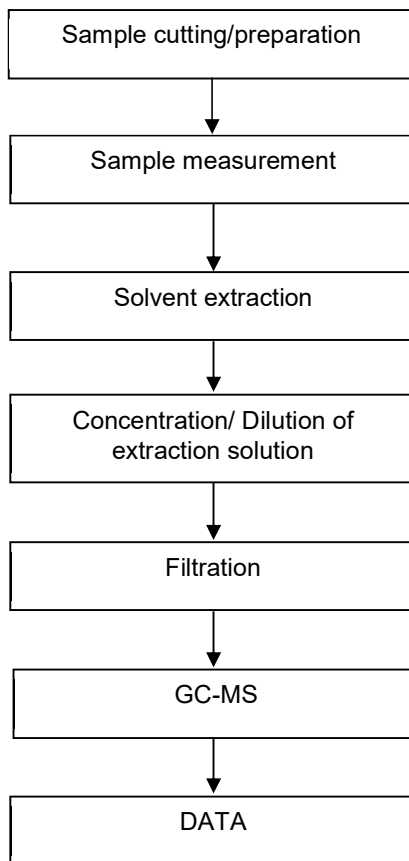 Sample cutting/preparation
Sample measurement
Solvent extraction
Concentration/ Dilution of
extraction solution
Filtration
GC-MS
DATA